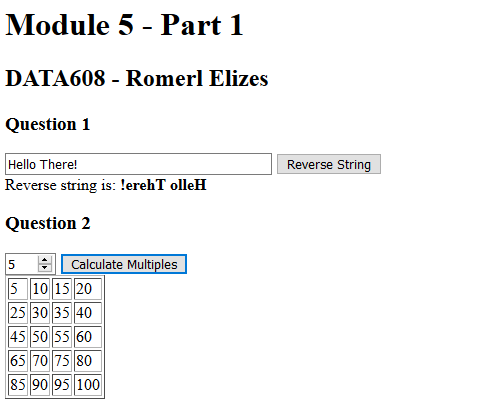 Module 5 - Part 1
DATA608 - Romerl Elizes
Question 1
Hello There! Reverse String
Reverse string is: !erehT olleH
Question 2
5 Calculate Multiples
5 10 15 20
25 30 35 40
45 50 55 60
65 70 75 80
85 90 95 100